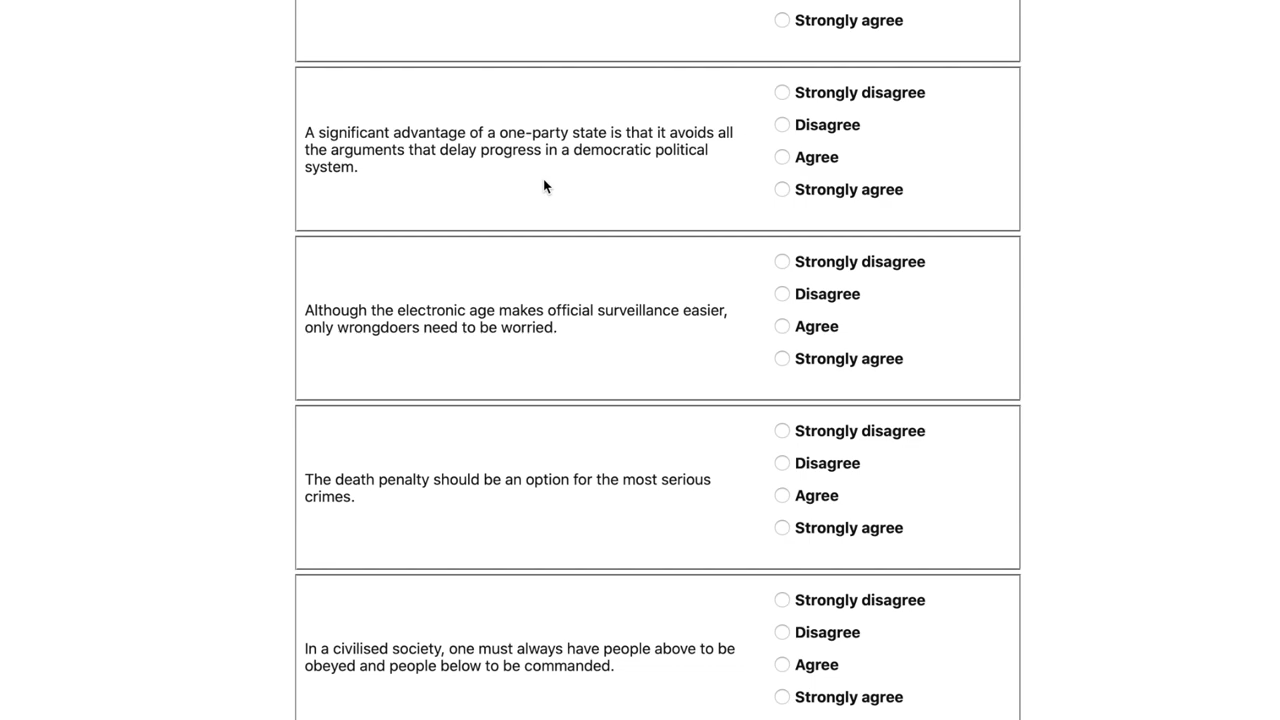 Strongly agree
A significant advantage of a one-party state is that it avoids all
the arguments that delay progress in a democratic political
system.
Strongly disagree
Disagree
Agree
Strongly agree
Although the electronic age makes official surveillance easier,
only wrongdoers need to be worried.
Strongly disagree
Disagree
Agree
Strongly agree
The death penalty should be an option for the most serious
crimes.
Strongly disagree
Disagree
Agree
Strongly agree
In a civilised society, one must always have people above to be
obeyed and people below to be commanded.
Strongly disagree
Disagree
Agree
Strongly agree